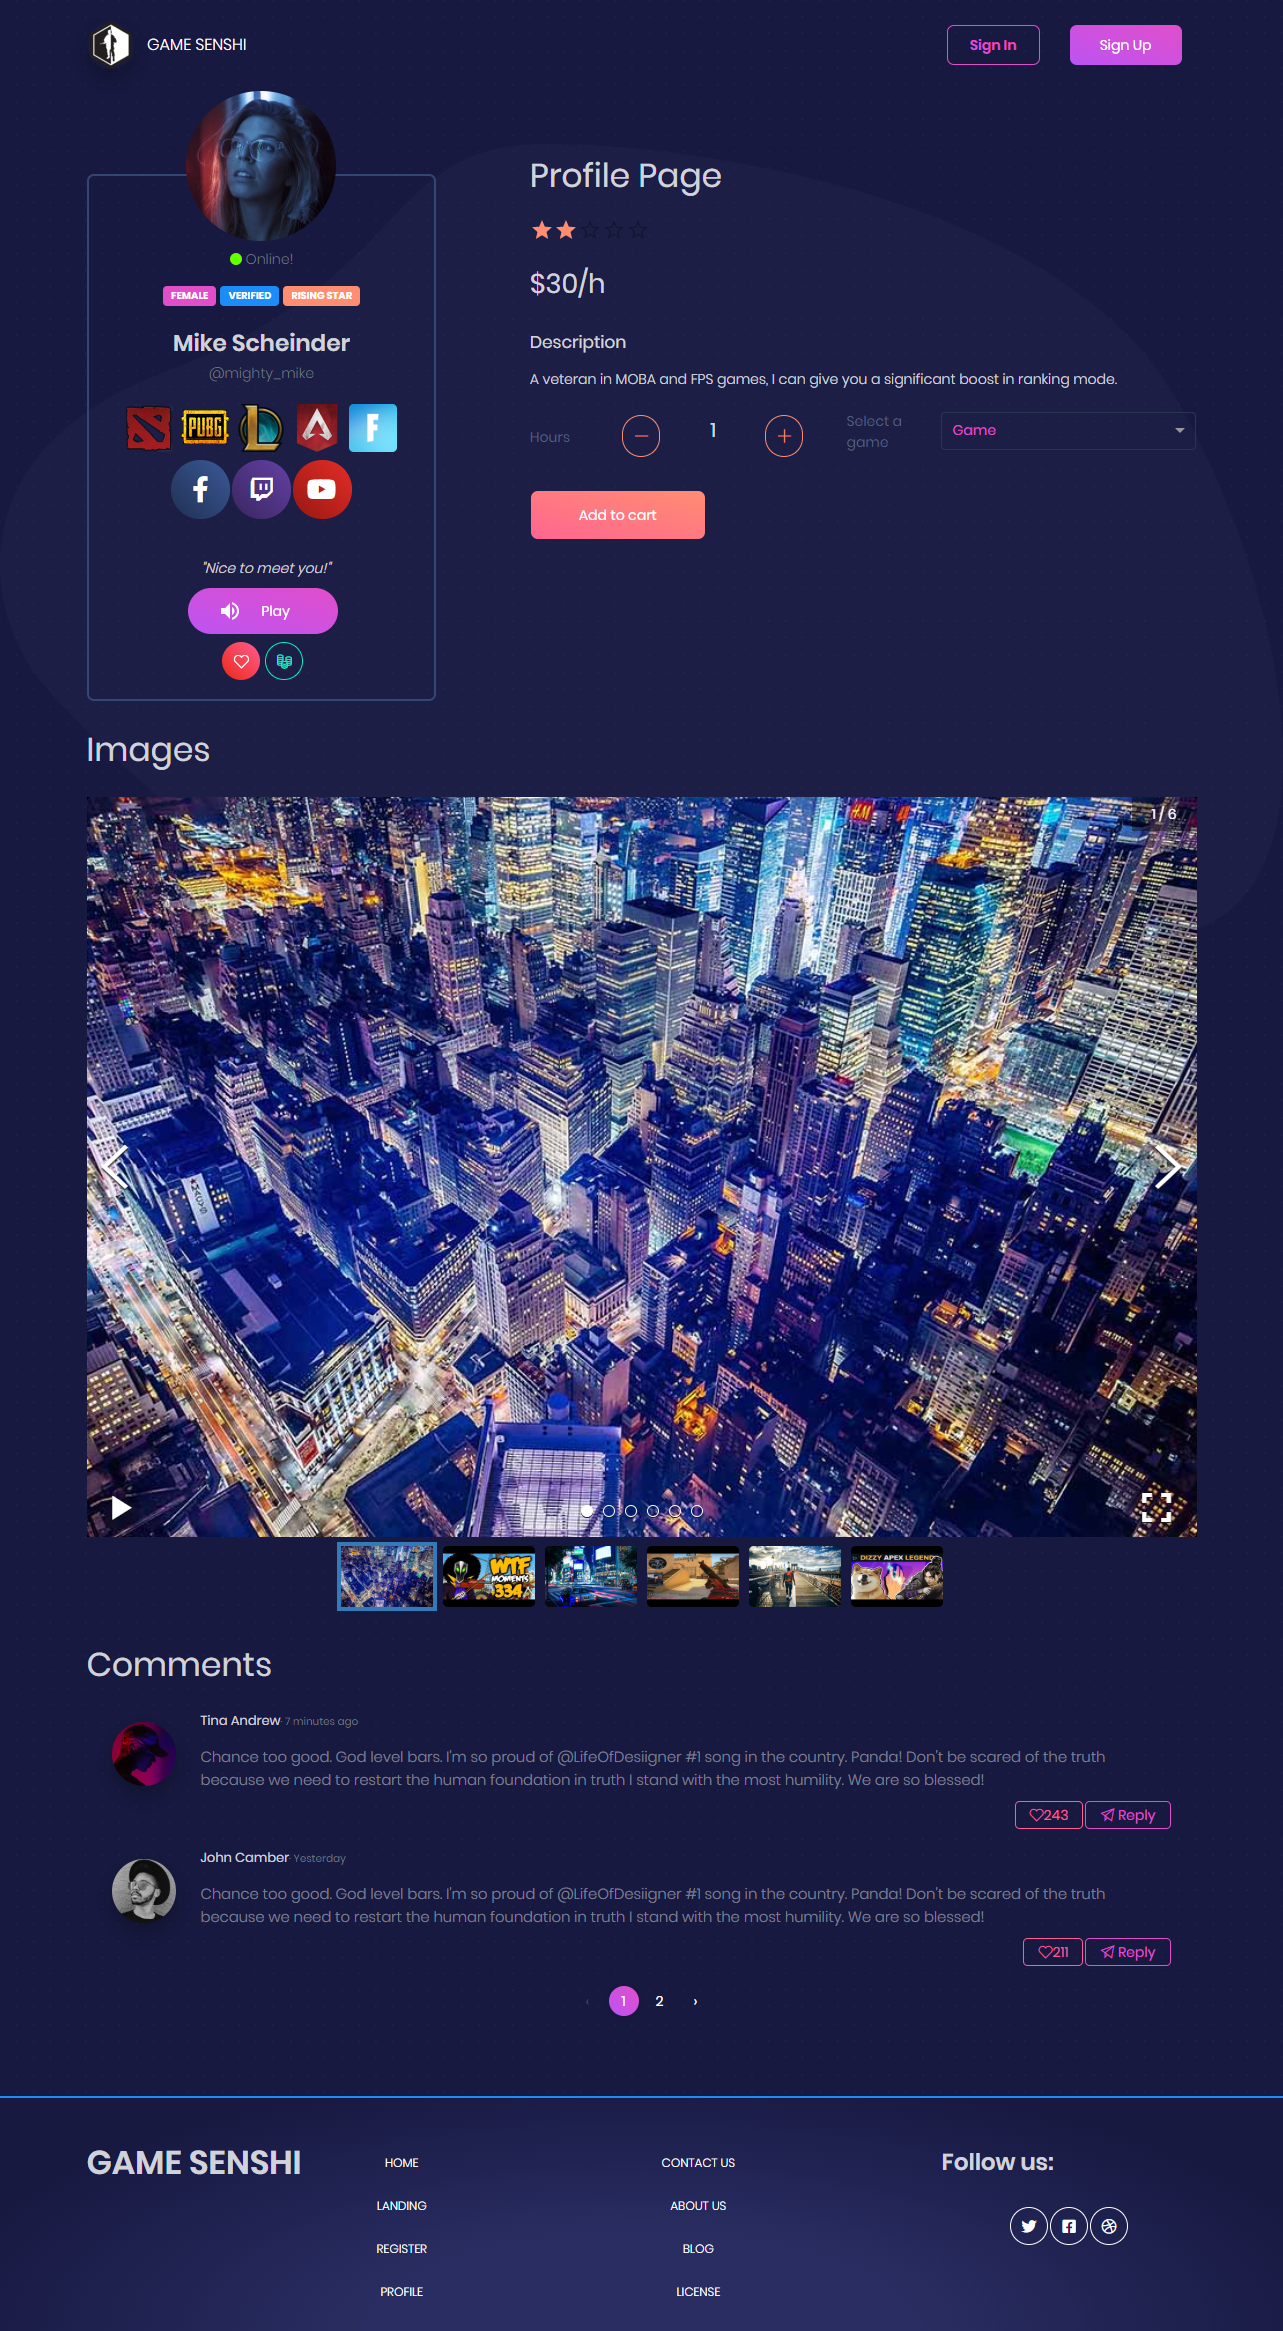 GAME SENSHI
Sign In
Sign Up
Online!
FEMALE
VERIFIED
RISING STAR
Mike Scheinder
@mighty_mike
PUBG
F
"Nice to meet you!"
Play
Profile Page
$30/h
Description
A veteran in MOBA and FPS games, I can give you a significant boost in ranking mode.
Hours
1
Select a
game
Game
Add to cart
Images
H&M
1 / 6
WTF
MOMENTS
334
DIZZY APEX LEGENDS
Comments
Tina Andrew · 7 minutes ago
Chance too good. God level bars. I'm so proud of @LifeOfDesiigner #1 song in the country. Panda! Don't be scared of the truth
because we need to restart the human foundation in truth I stand with the most humility. We are so blessed!
243
Reply
John Camber · Yesterday
Chance too good. God level bars. I'm so proud of @LifeOfDesiigner #1 song in the country. Panda! Don't be scared of the truth
because we need to restart the human foundation in truth I stand with the most humility. We are so blessed!
211
Reply
‹ 1 2 ›
GAME SENSHI
HOME
LANDING
REGISTER
PROFILE
CONTACT US
ABOUT US
BLOG
LICENSE
Follow us: